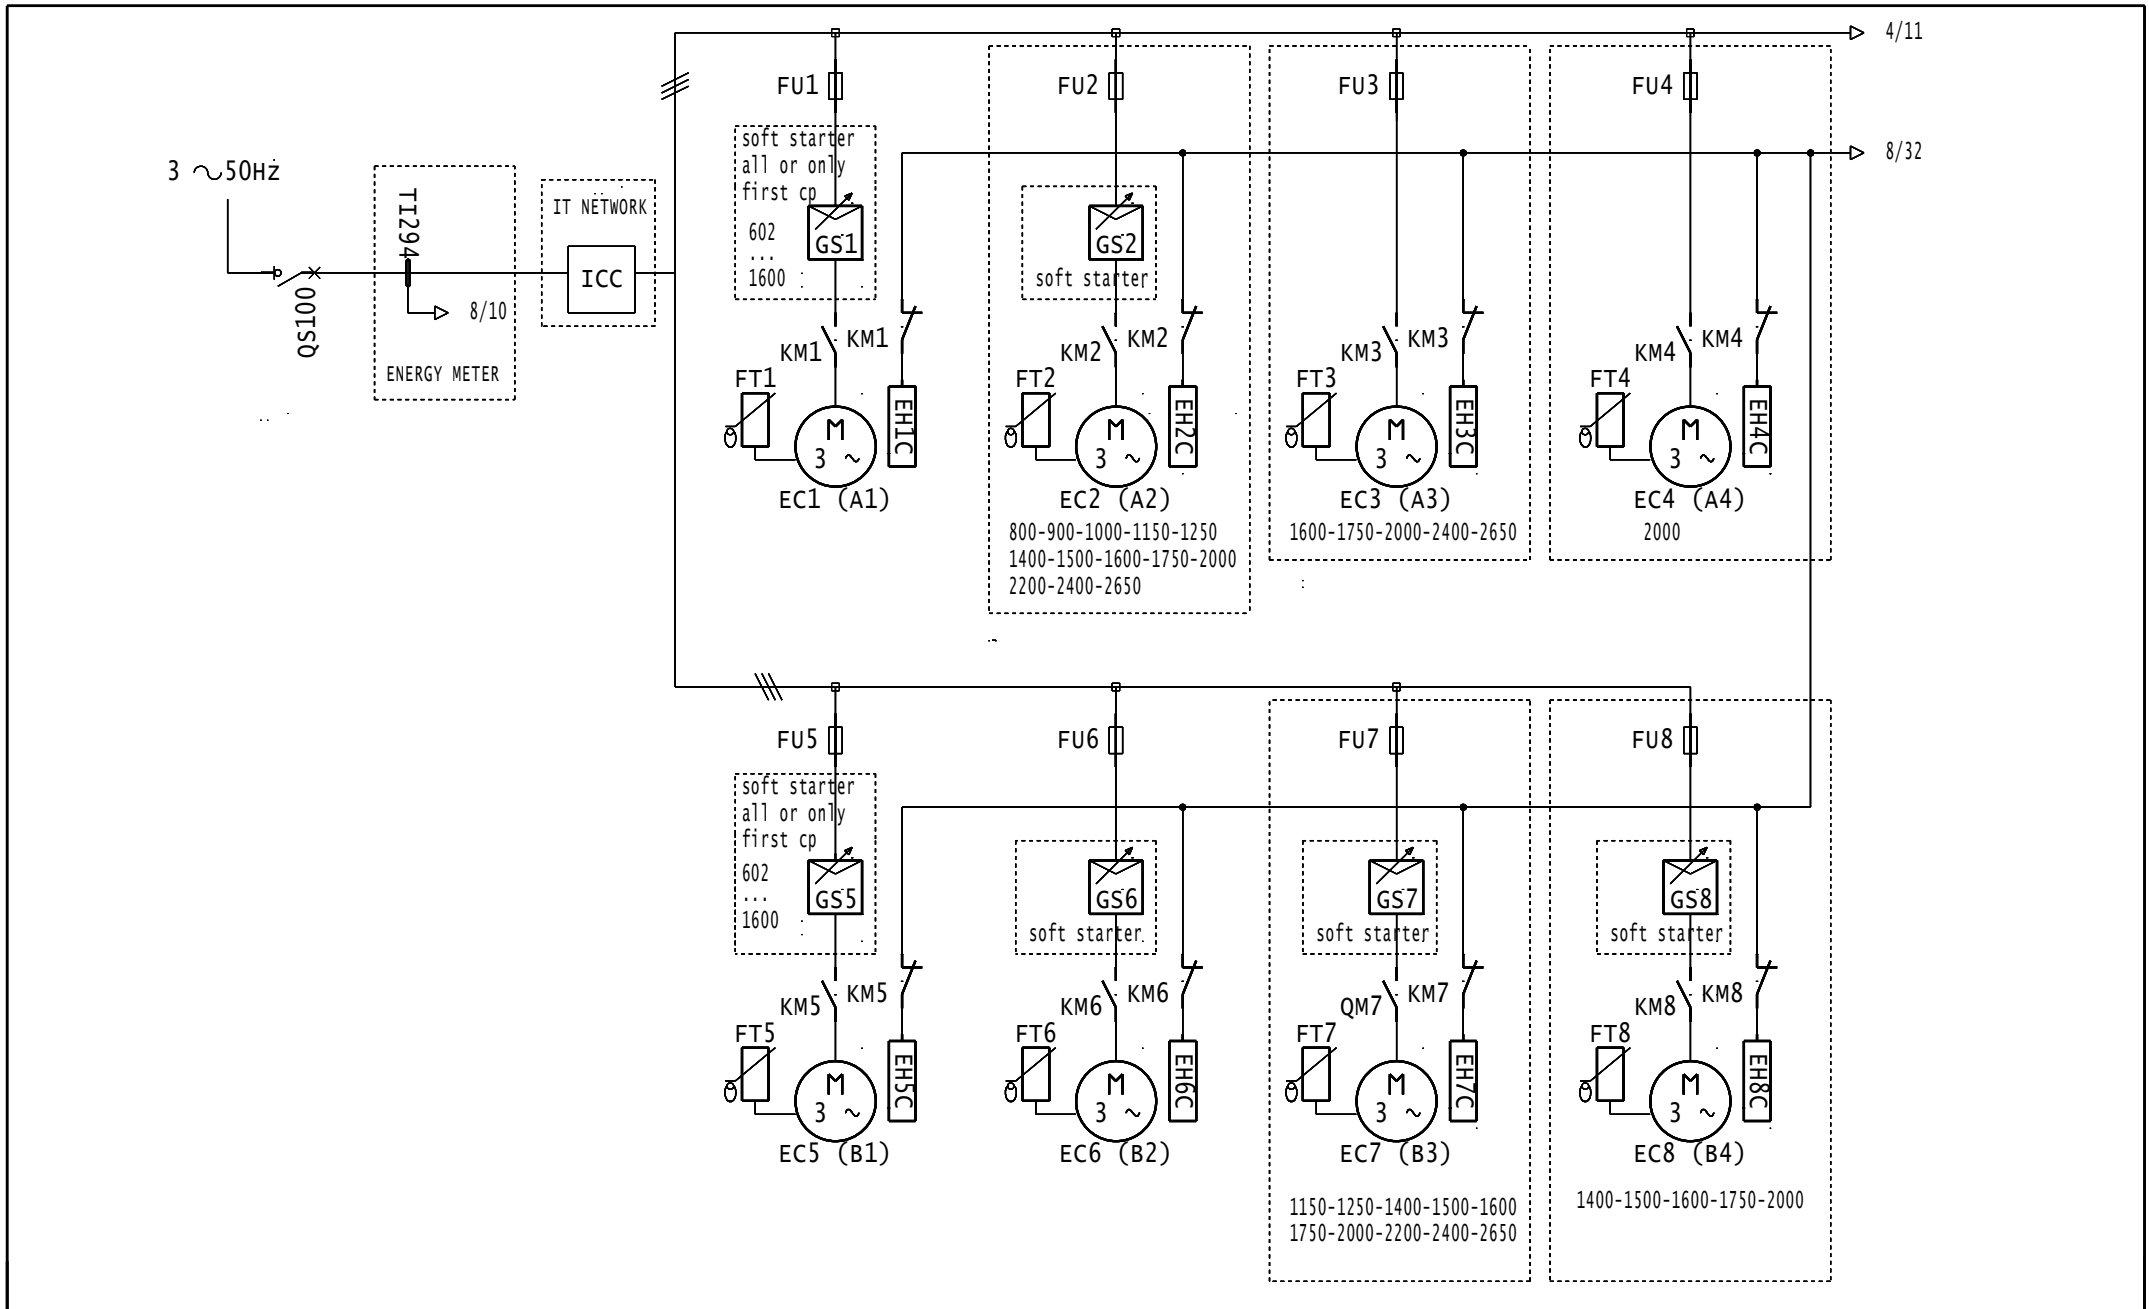 4/11
FU1
FU2
FU3
FU4
soft starter
all or only
first cp
602
...
1600
GS1
GS2
soft starter
8/32
3 ~50Hz
TI294
8/10
ENERGY METER
IT NETWORK
ICC
QS100
KM1
KM1
KM2
KM2
KM3
KM3
KM4
KM4
FT1
FT2
FT3
FT4
M
3 ~
M
3 ~
M
3 ~
M
3 ~
EH1C
EH2C
EH3C
EH4C
EC1 (A1)
EC2 (A2)
EC3 (A3)
EC4 (A4)
800-900-1000-1150-1250
1400-1500-1600-1750-2000
2200-2400-2650
1600-1750-2000-2400-2650
2000
FU5
FU6
FU7
FU8
soft starter
all or only
first cp
602
...
1600
GS5
GS6
soft starter
GS7
soft starter
GS8
soft starter
KM5
KM5
KM6
KM6
QM7
KM7
KM8
KM8
FT5
FT6
FT7
FT8
M
3 ~
M
3 ~
M
3 ~
M
3 ~
EH5C
EH6C
EH7C
EH8C
EC5 (B1)
EC6 (B2)
EC7 (B3)
EC8 (B4)
1150-1250-1400-1500-1600
1750-2000-2200-2400-2650
1400-1500-1600-1750-2000